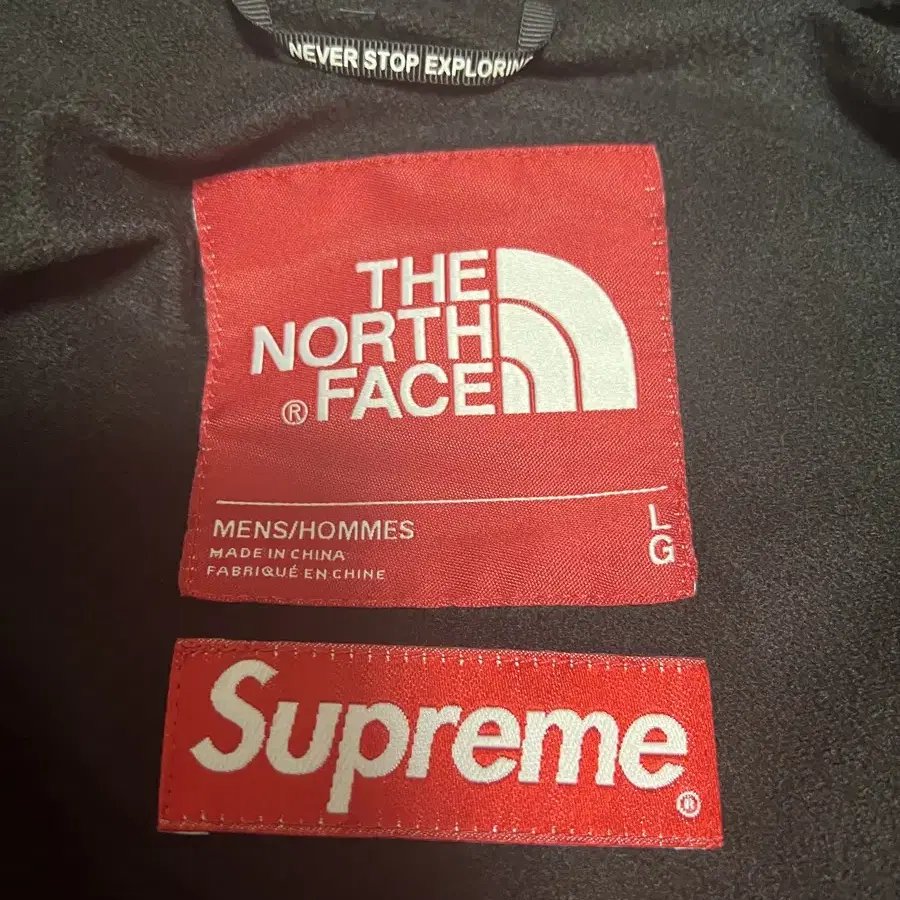 NEVER STOP EXPLORING
THE
NORTH
® FACE
MENS/HOMMES
L
G
MADE IN CHINA
FABRIQUÉ EN CHINE
Supreme
®